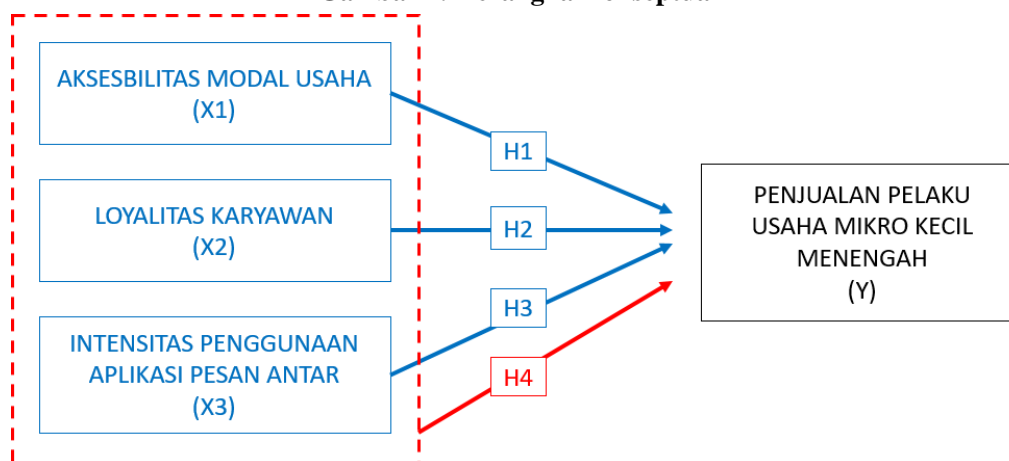 AKSESBILITAS MODAL USAHA
(X1)
H1
LOYALITAS KARYAWAN
(X2)
H2
PENJUALAN PELAKU
USAHA MIKRO KECIL
MENENGAH
(Y)
INTENSITAS PENGGUNAAN
APLIKASI PESAN ANTAR
(X3)
H3
H4